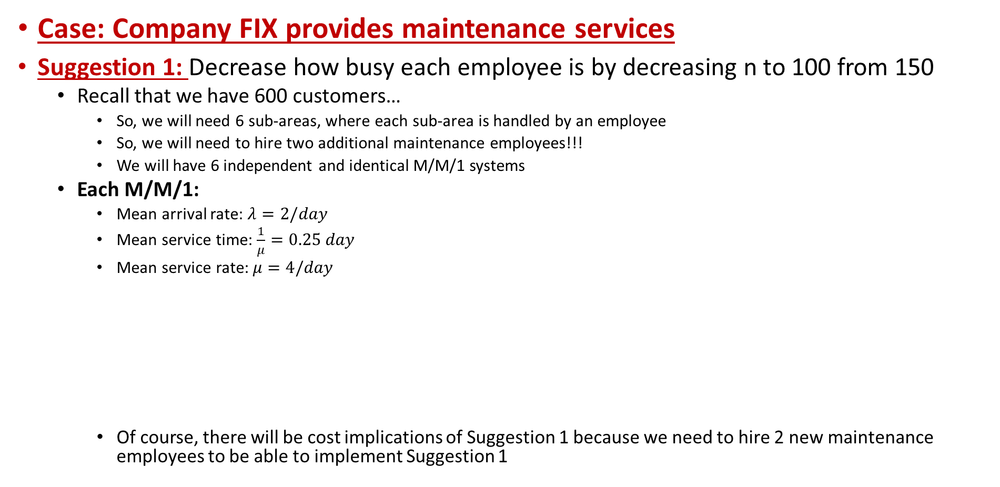 • Case: Company FIX provides maintenance services
• Suggestion 1: Decrease how busy each employee is by decreasing n to 100 from 150
• Recall that we have 600 customers…
• So, we will need 6 sub-areas, where each sub-area is handled by an employee
• So, we will need to hire two additional maintenance employees!!!
• We will have 6 independent and identical M/M/1 systems
• Each M/M/1:
• Mean arrival rate: λ = 2/day
• Mean service time: 1/μ = 0.25 day
• Mean service rate: μ = 4/day
• Of course, there will be cost implications of Suggestion 1 because we need to hire 2 new maintenance
employees to be able to implement Suggestion 1